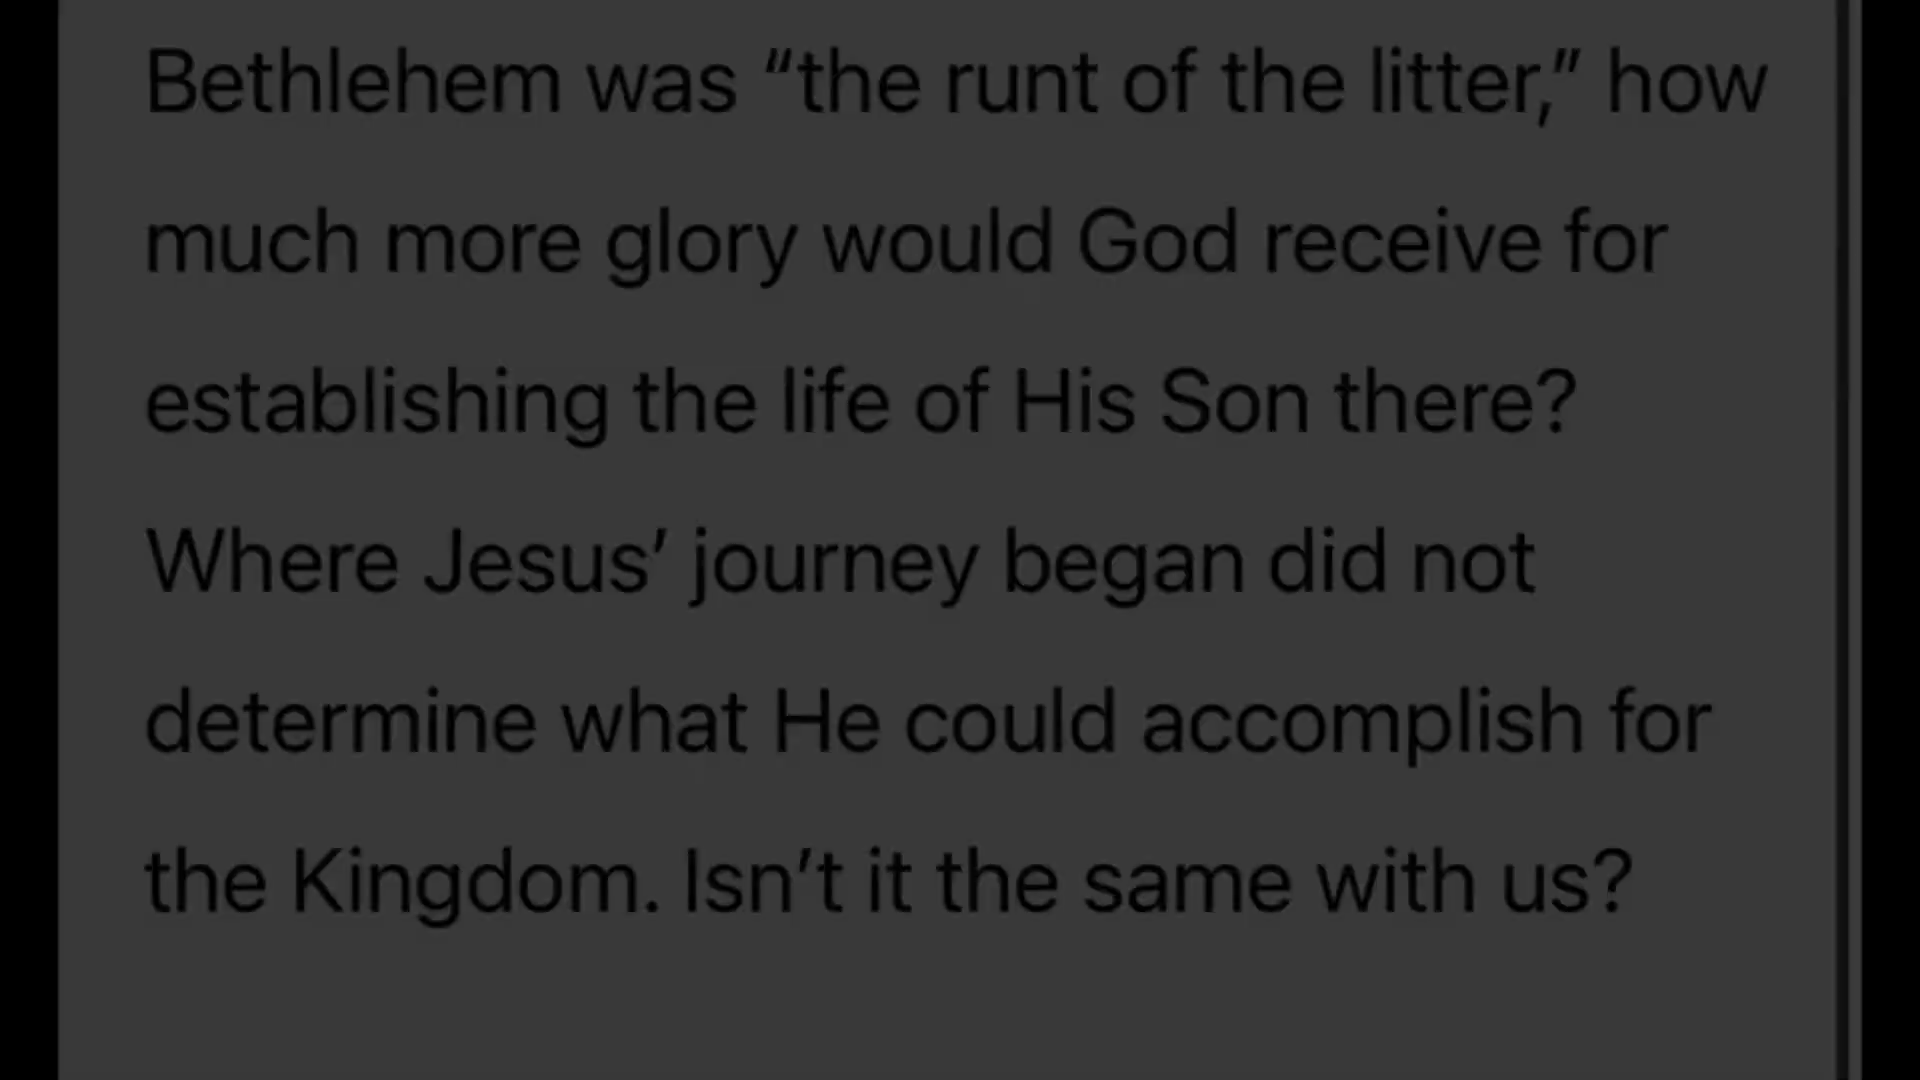 Bethlehem was “the runt of the litter,” how
much more glory would God receive for
establishing the life of His Son there?
Where Jesus’ journey began did not
determine what He could accomplish for
the Kingdom. Isn’t it the same with us?